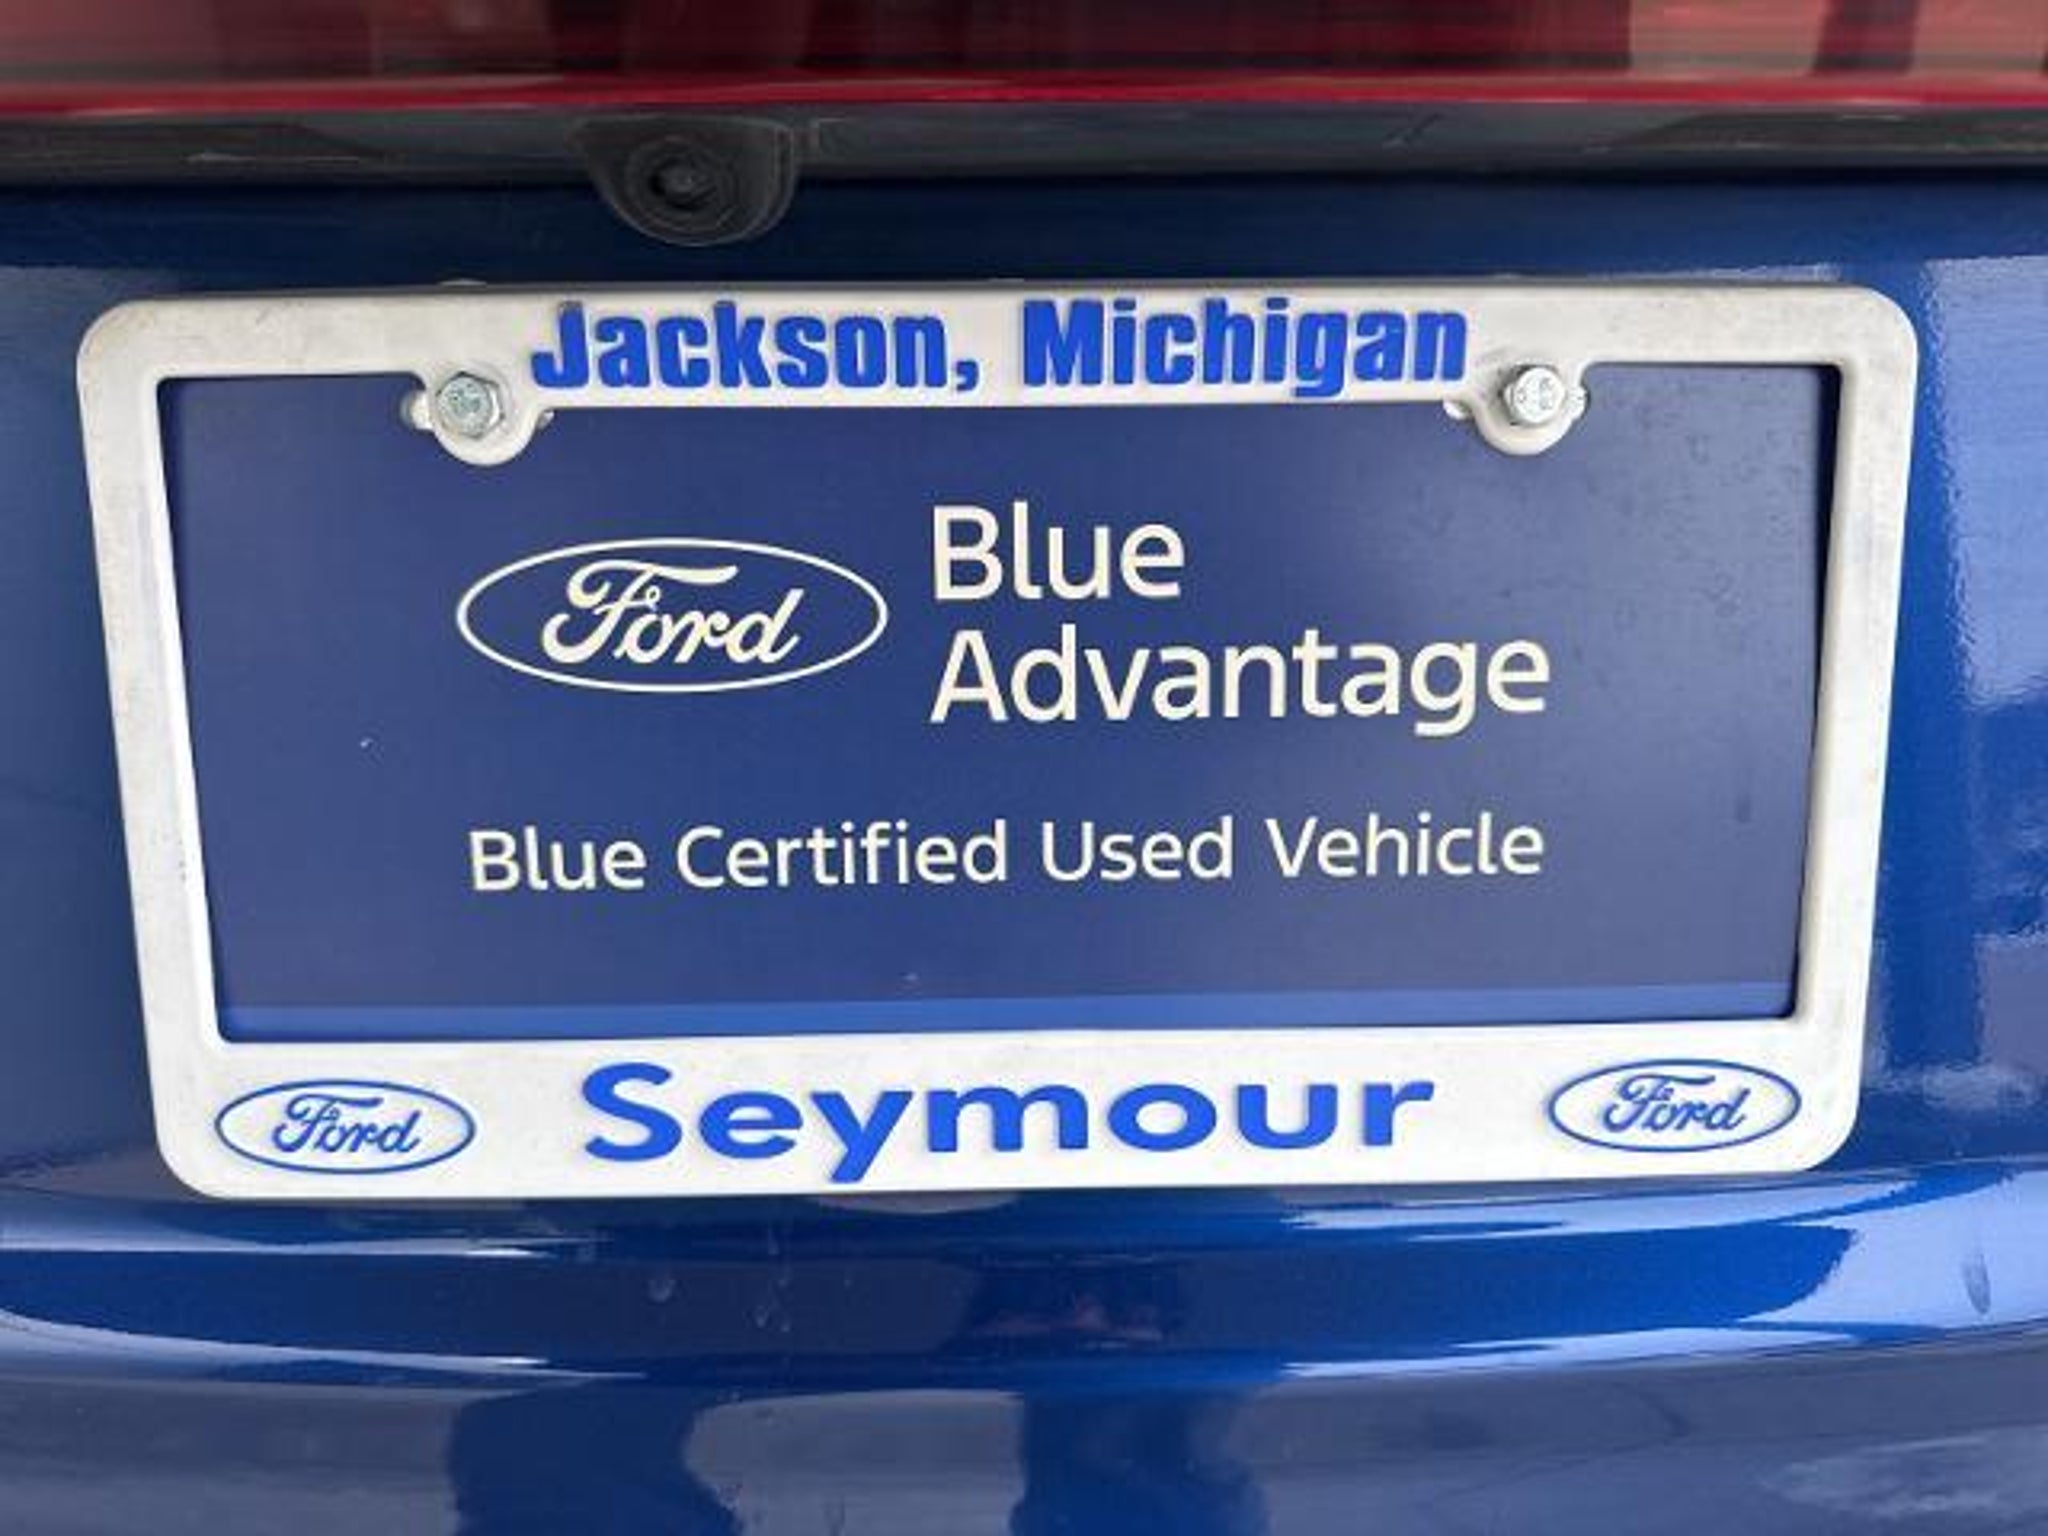 Jackson, Michigan
Ford
Blue
Advantage
Blue Certified Used Vehicle
Ford Seymour Ford